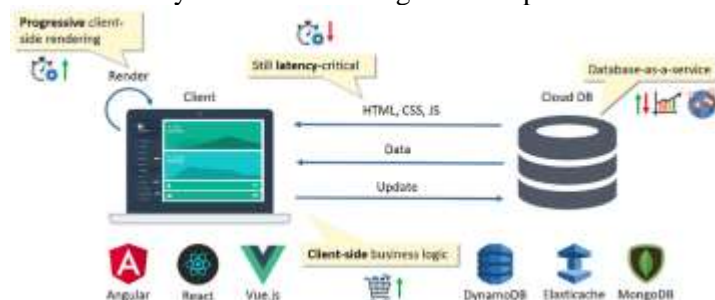 Progressive client-
side rendering
Render
Client
Still latency-critical
Database-as-a-service
Cloud DB
HTML, CSS, JS
Data
Update
Client-side business logic
Angular
React
Vue.js
DynamoDB
Elasticache
MongoDB